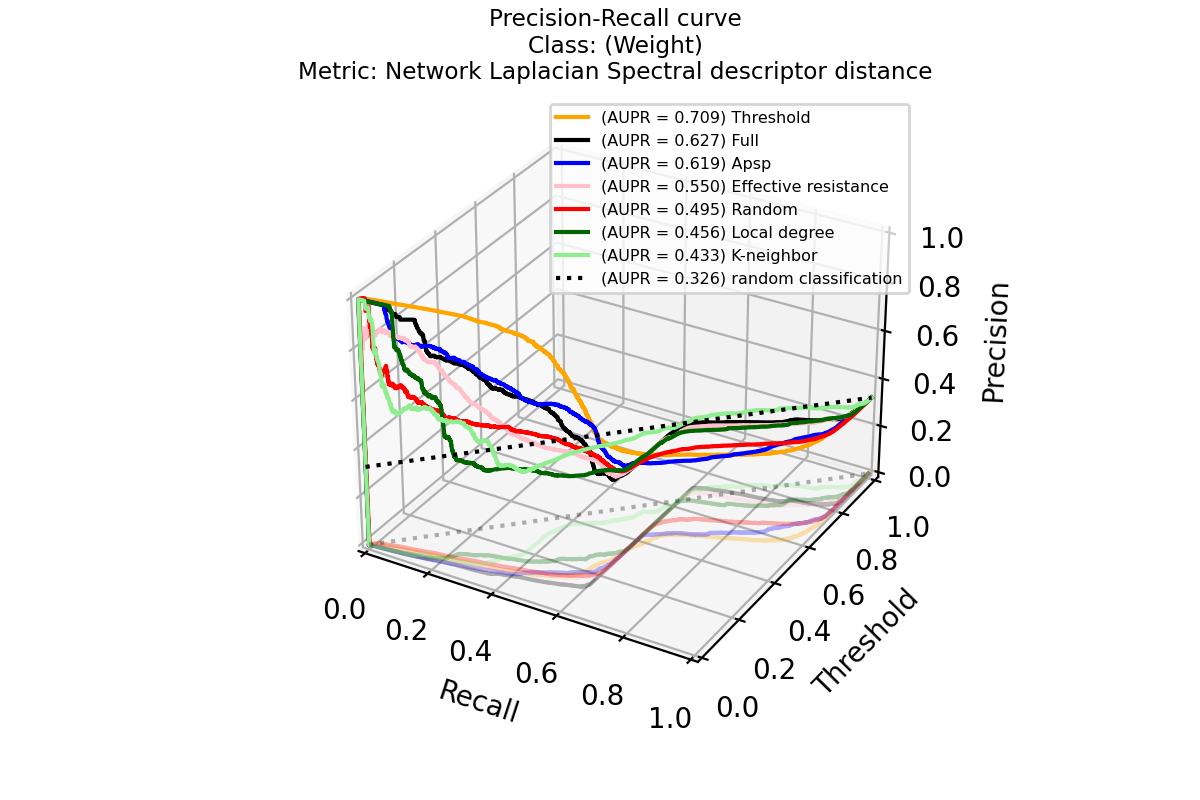 Precision-Recall curve
Class: (Weight)
Metric: Network Laplacian Spectral descriptor distance
(AUPR = 0.709) Threshold
(AUPR = 0.627) Full
(AUPR = 0.619) Apsp
(AUPR = 0.550) Effective resistance
(AUPR = 0.495) Random
(AUPR = 0.456) Local degree
(AUPR = 0.433) K-neighbor
(AUPR = 0.326) random classification
1.0
0.8
0.6
0.4
0.2
0.0
Precision
0.0
0.2
0.4
0.6
0.8
1.0
Recall
0.0
0.2
0.4
0.6
0.8
1.0
Threshold